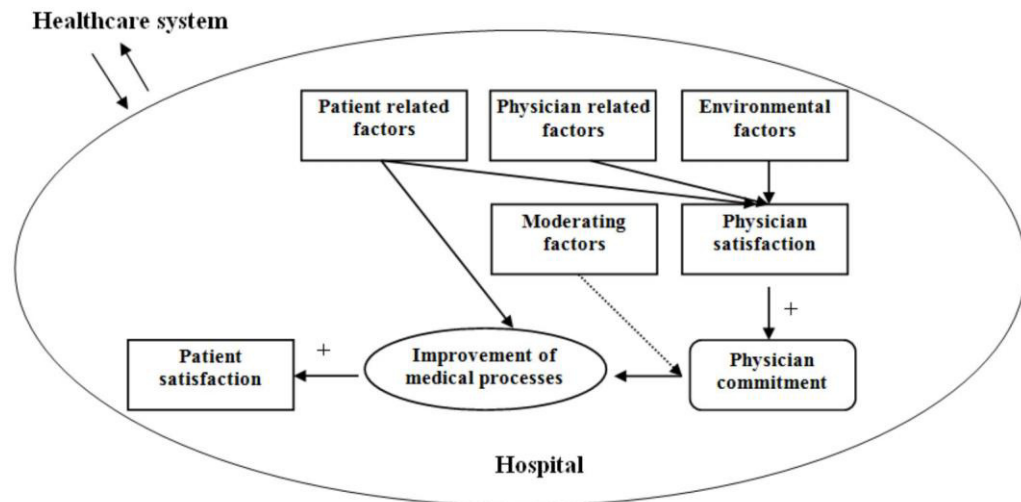 Healthcare system
Patient related
factors
Physician related
factors
Environmental
factors
Moderating
factors
Physician
satisfaction
+
Patient
satisfaction
+
Improvement of
medical processes
Physician
commitment
Hospital